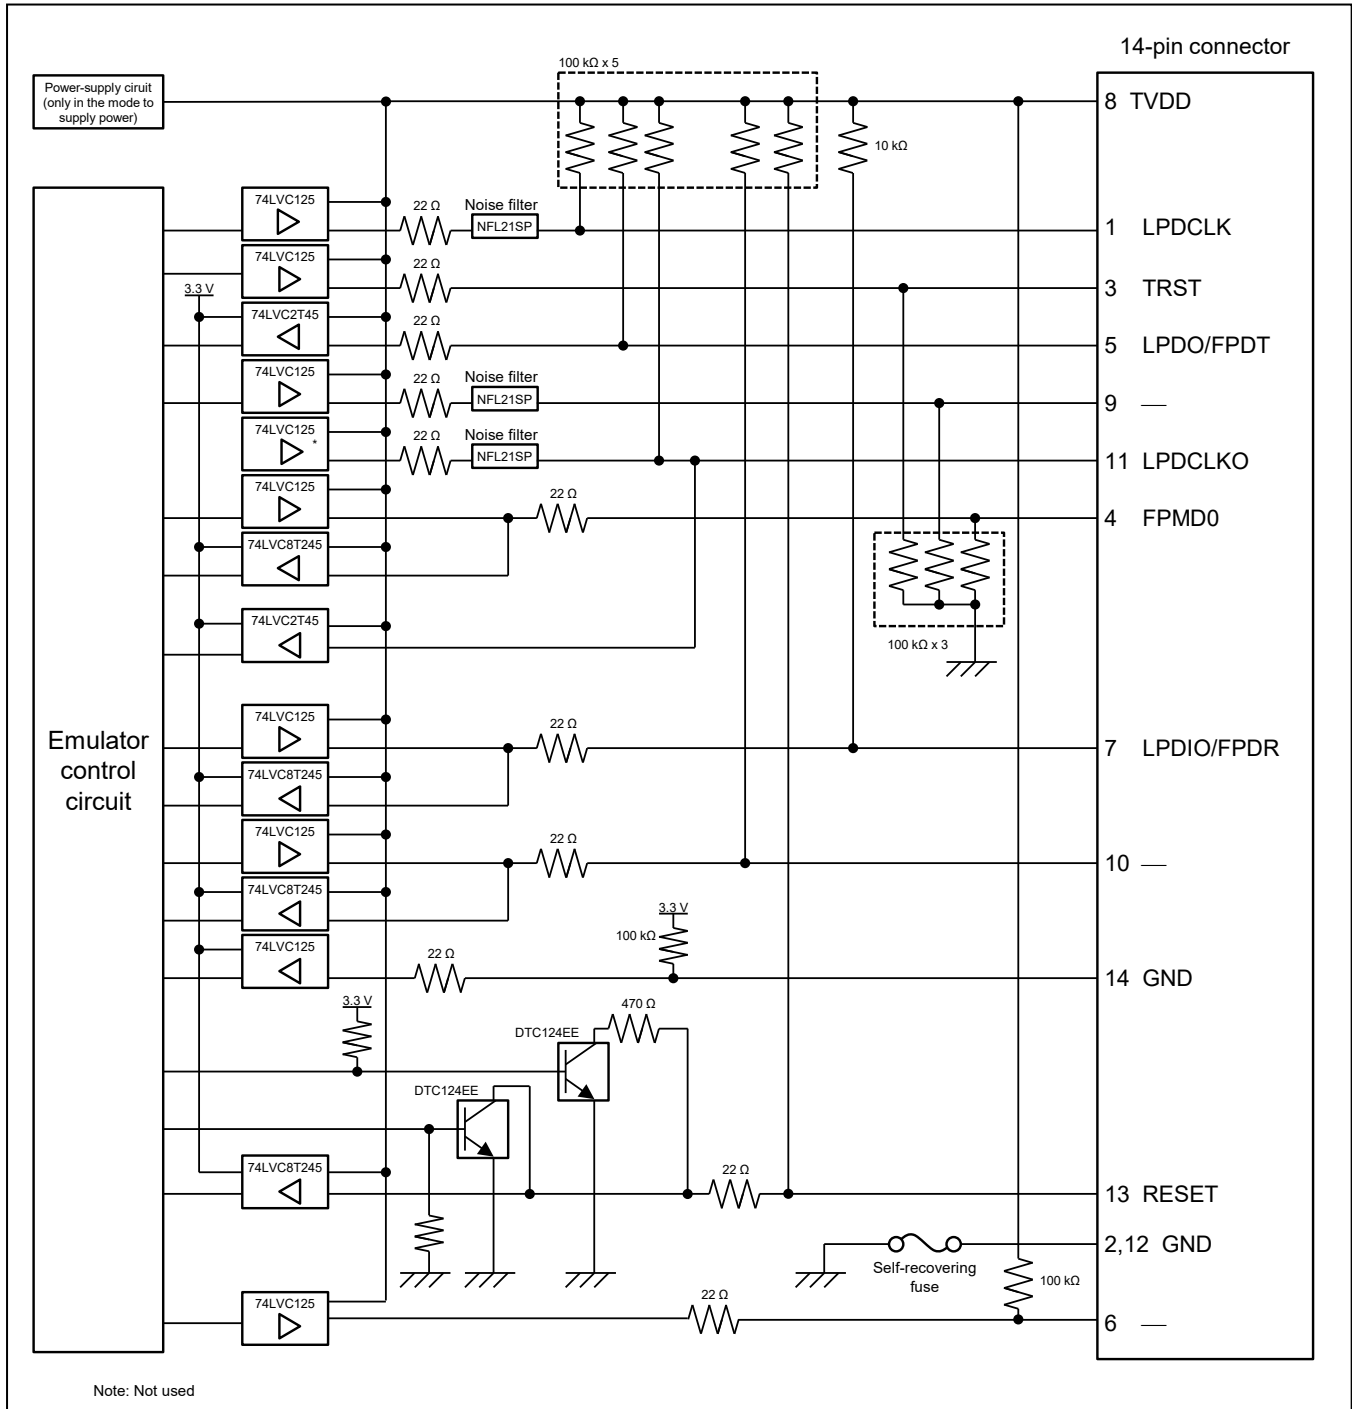 14-pin connector
100 kΩ x 5
Power-supply ciruit
(only in the mode to
supply power)
8 TVDD
10 kΩ
74LVC125
22 Ω
Noise filter
NFL21SP
1 LPDCLK
74LVC125
22 Ω
3 TRST
3.3 V
74LVC2T45
22 Ω
5 LPDO/FPDT
74LVC125
22 Ω
Noise filter
NFL21SP
9 —
74LVC125
*
22 Ω
Noise filter
NFL21SP
11 LPDCLKO
74LVC125
22 Ω
4 FPMD0
74LVC8T245
74LVC2T45
100 kΩ x 3
Emulator
control
circuit
74LVC125
22 Ω
7 LPDIO/FPDR
74LVC8T245
74LVC125
22 Ω
10 —
74LVC8T245
3.3 V
100 kΩ
74LVC125
22 Ω
14 GND
3.3 V
470 Ω
DTC124EE
DTC124EE
74LVC8T245
22 Ω
13 RESET
2,12 GND
Self-recovering
fuse
100 kΩ
74LVC125
22 Ω
6 —
Note: Not used